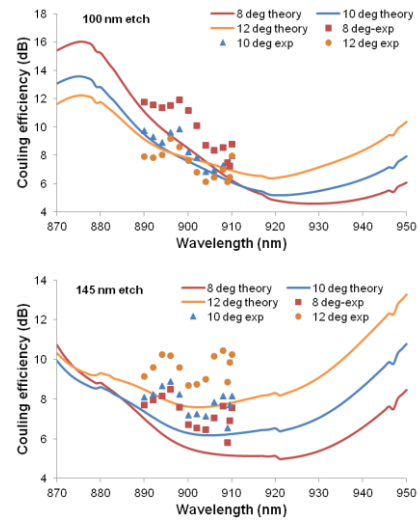 100 nm etch
8 deg theory 10 deg theory
12 deg theory 8 deg-exp
10 deg exp 12 deg exp
Couling efficiency (dB)
18
16
14
12
10
8
6
4
870 880 890 900 910 920 930 940 950
Wavelength (nm)
145 nm etch
8 deg theory 10 deg theory
12 deg theory 8 deg-exp
10 deg exp 12 deg exp
Couling efficiency (dB)
14
12
10
8
6
4
870 880 890 900 910 920 930 940 950
Wavelength (nm)